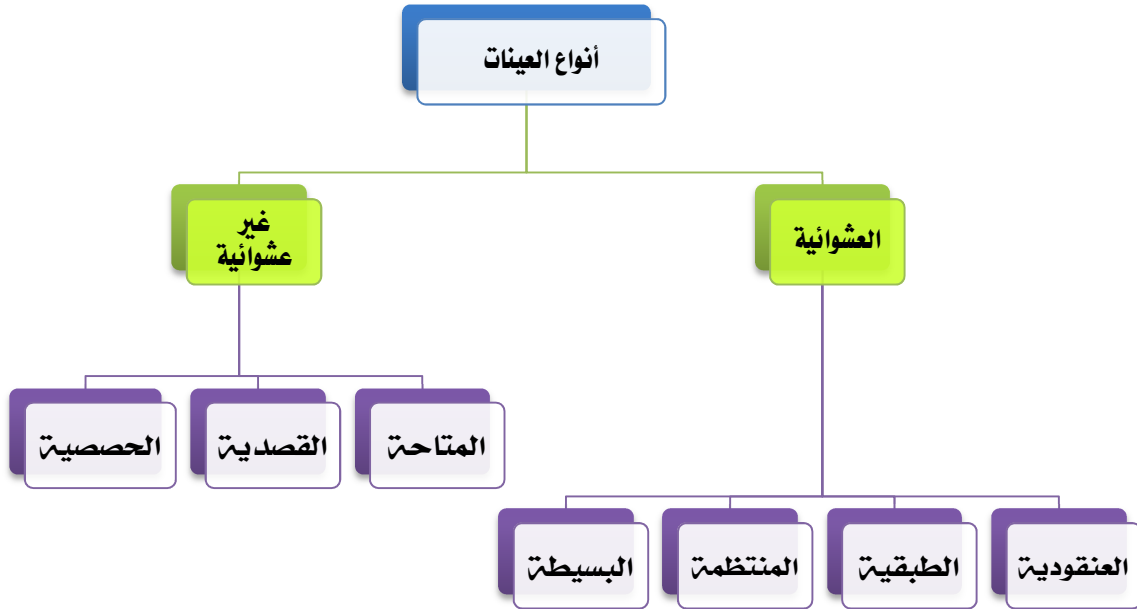 أنواع العينات
العشوائية
غير
عشوائية
المتاحة
القصدية
الحصصية
العنقودية
الطبقية
المنتظمة
البسيطة